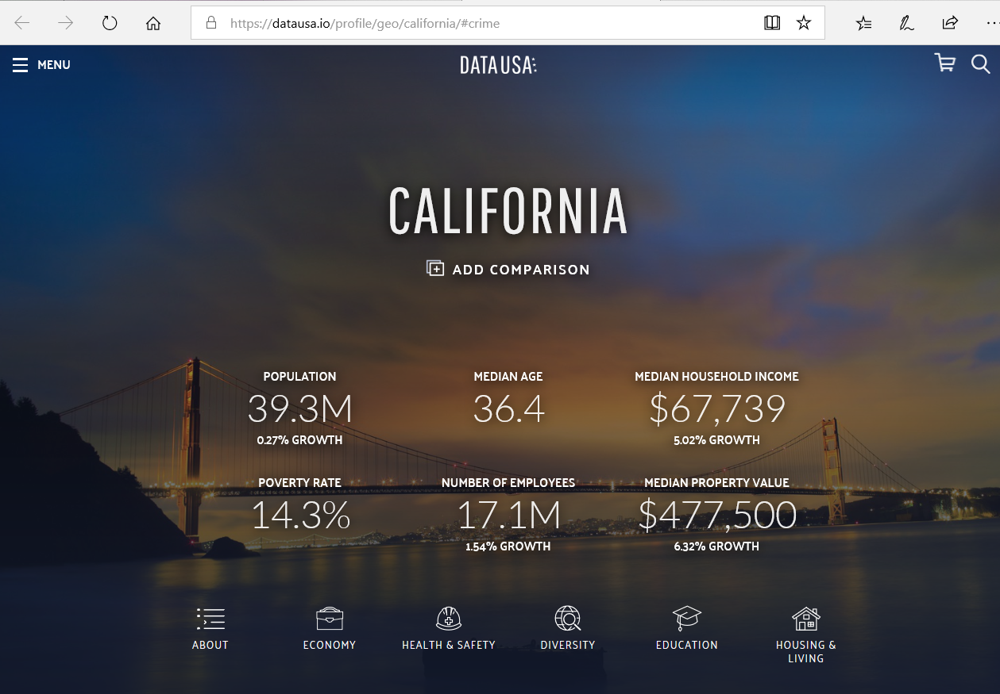 https://datausa.io/profile/geo/california/#crime
MENU
DATA USA
CALIFORNIA
ADD COMPARISON
POPULATION
39.3M
0.27% GROWTH
MEDIAN AGE
36.4
MEDIAN HOUSEHOLD INCOME
$67,739
5.02% GROWTH
POVERTY RATE
14.3%
NUMBER OF EMPLOYEES
17.1M
1.54% GROWTH
MEDIAN PROPERTY VALUE
$477,500
6.32% GROWTH
ABOUT
ECONOMY
HEALTH & SAFETY
DIVERSITY
EDUCATION
HOUSING &
LIVING